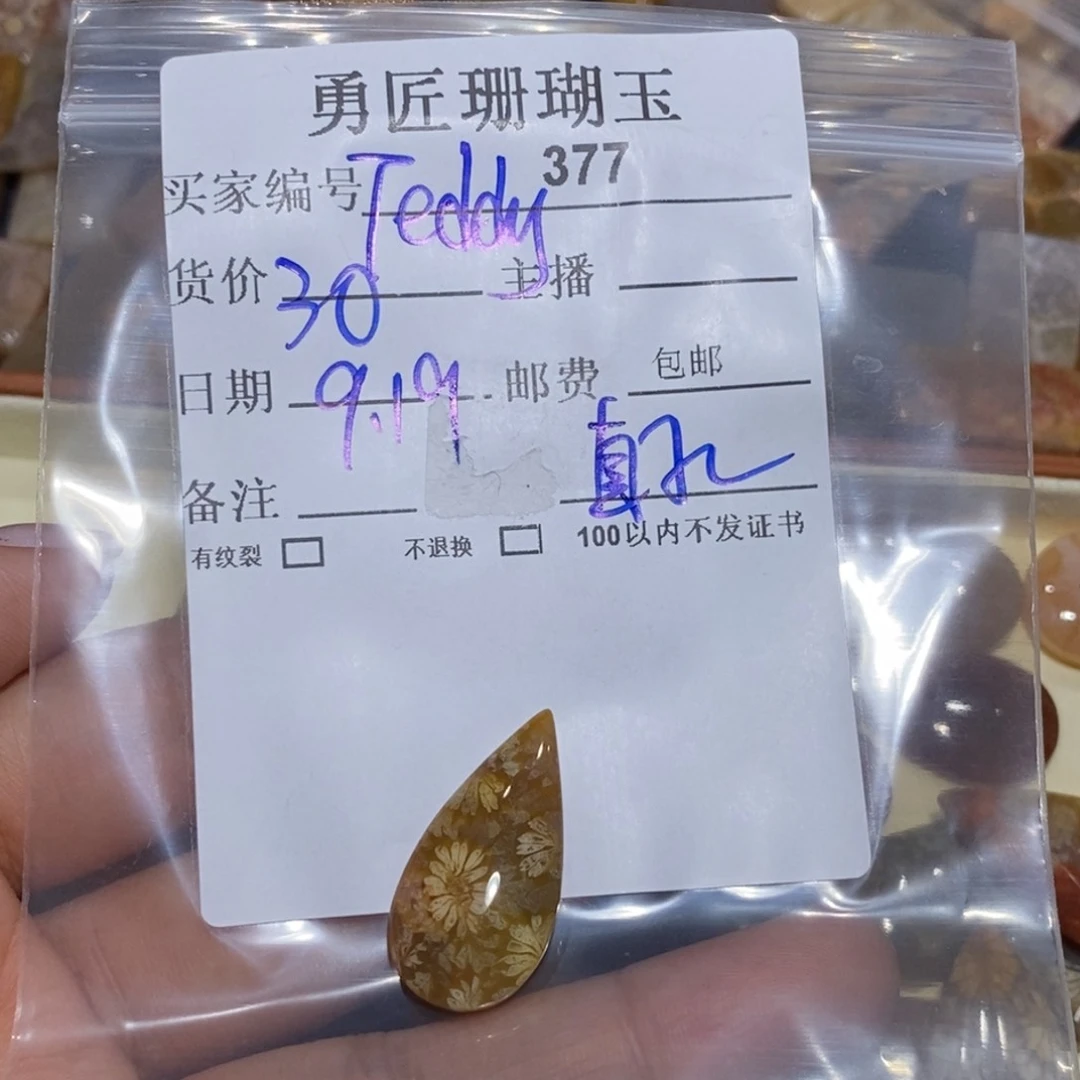 勇匠珊瑚玉
买家编号 Teddy 377
货价 30 主播
日期 9.19 邮费 包邮
备注 直孔
有纹裂 不退换 100以内不发证书